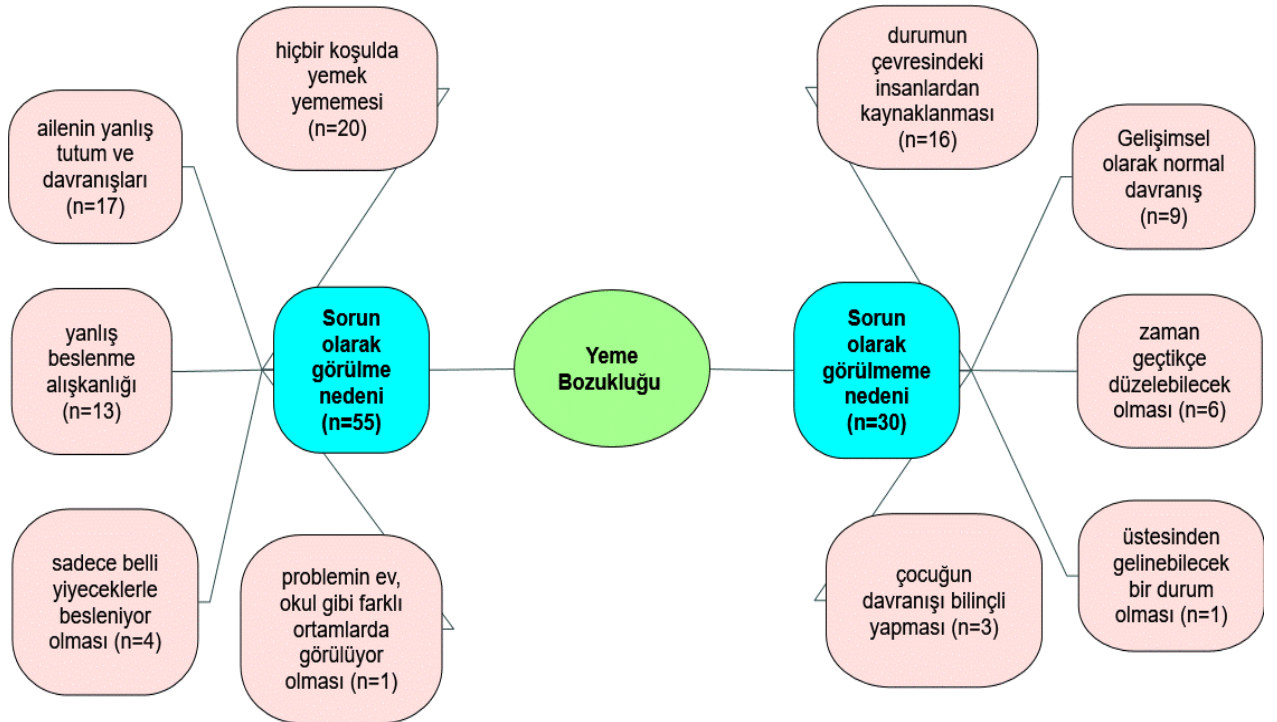 hiçbir koşulda
yemek
yememesi
(n=20)
ailenin yanlış
tutum ve
davranışları
(n=17)
yanlış
beslenme
alışkanlığı
(n=13)
sadece belli
yiyeceklerle
besleniyor
olması (n=4)
problemin ev,
okul gibi farklı
ortamlarda
görülüyor
olması (n=1)
Sorun
olarak
görülme
nedeni
(n=55)
Yeme
Bozukluğu
Sorun
olarak
görülmeme
nedeni
(n=30)
durumun
çevresindeki
insanlardan
kaynaklanması
(n=16)
Gelişimsel
olarak normal
davranış
(n=9)
zaman
geçtikçe
düzelebilecek
olması (n=6)
üstesinden
gelinebilecek
bir durum
olması (n=1)
çocuğun
davranışı bilinçli
yapması (n=3)